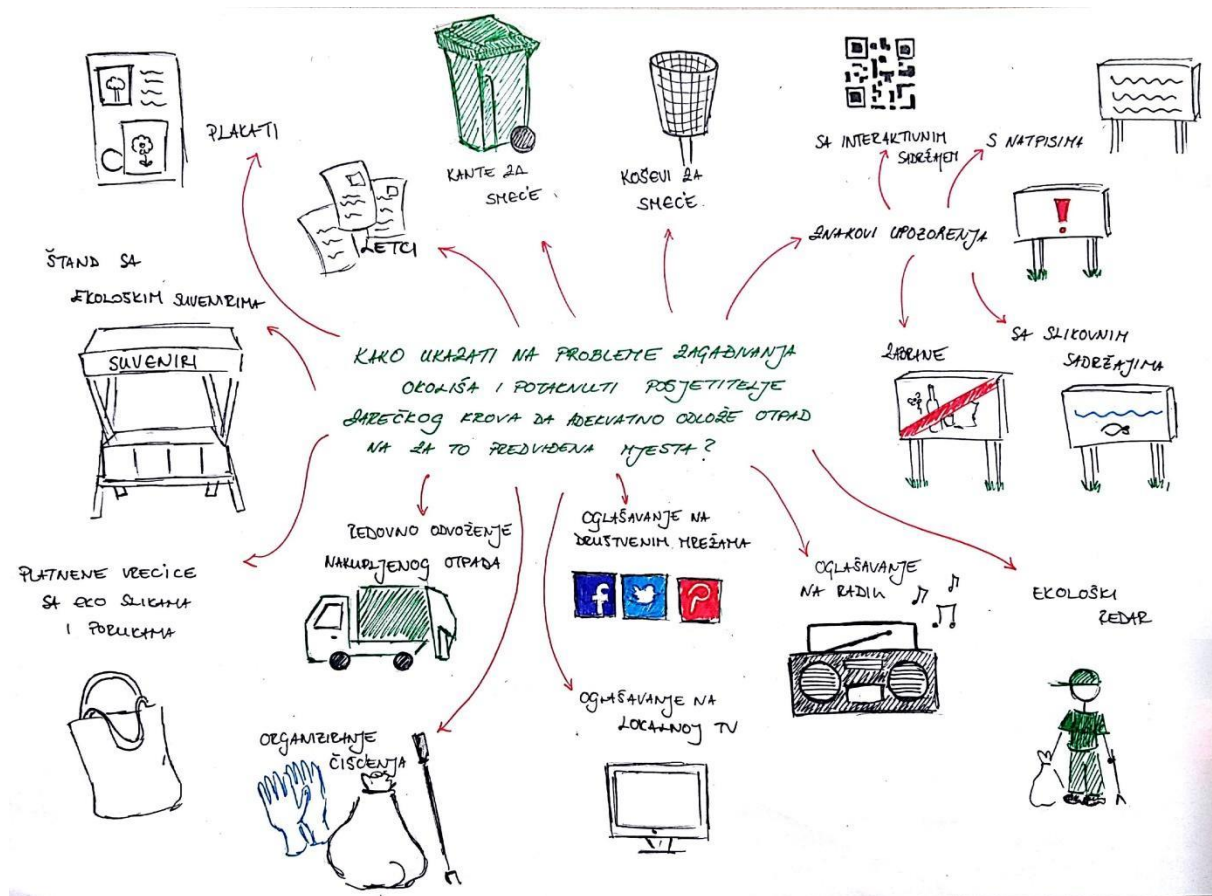 PLAKATI
LETCI
KANTE ZA
SMEĆE
KOŠEVI ZA
SMEĆE
SA INTERAKTIVNIM
SADRŽAJEM
S NATPISIMA
ZNAKOVI UPOZORENJA
!
ZABRANE
SA SLIKOVNIM
SADRŽAJIMA
ŠTAND SA
EKOLOŠKIM SUVENIRIMA
SUVENIRI
KAKO UKAZATI NA PROBLEME ZAGAĐIVANJA
OKOLIŠA I POTAKNUTI POSJETITELJE
ZAREČKOG KROVA DA ADEKVATNO ODLOŽE OTPAD
NA ZA TO PREDVIĐENA MJESTA?
PLATNENE VREĆICE
SA EKO SLIKAMA
I PORUKAMA
REDOVNO ODVOŽENJE
NAKUPLJENOG OTPADA
OGLAŠAVANJE NA
DRUŠTVENIM MREŽAMA
f
OGLAŠAVANJE
NA RADIU
EKOLOŠKI
REDAR
ORGANIZIRANJE
ČIŠĆENJA
OGLAŠAVANJE NA
LOKALNOJ TV